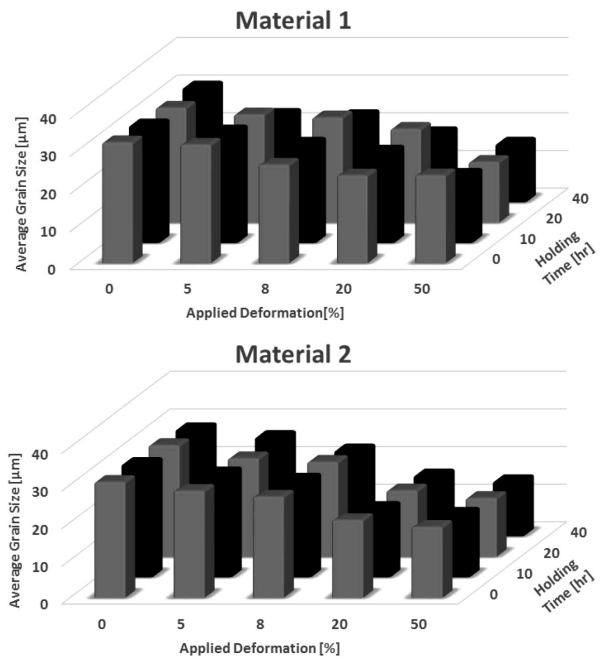 Material 1
Average Grain Size [µm]
40
30
20
10
0
0 5 8 20 50
Applied Deformation[%]
0
10
20
40
Holding
Time [hr]
Material 2
Average Grain Size [µm]
40
30
20
10
0
0 5 8 20 50
Applied Deformation [%]
0
10
20
40
Holding
Time [hr]